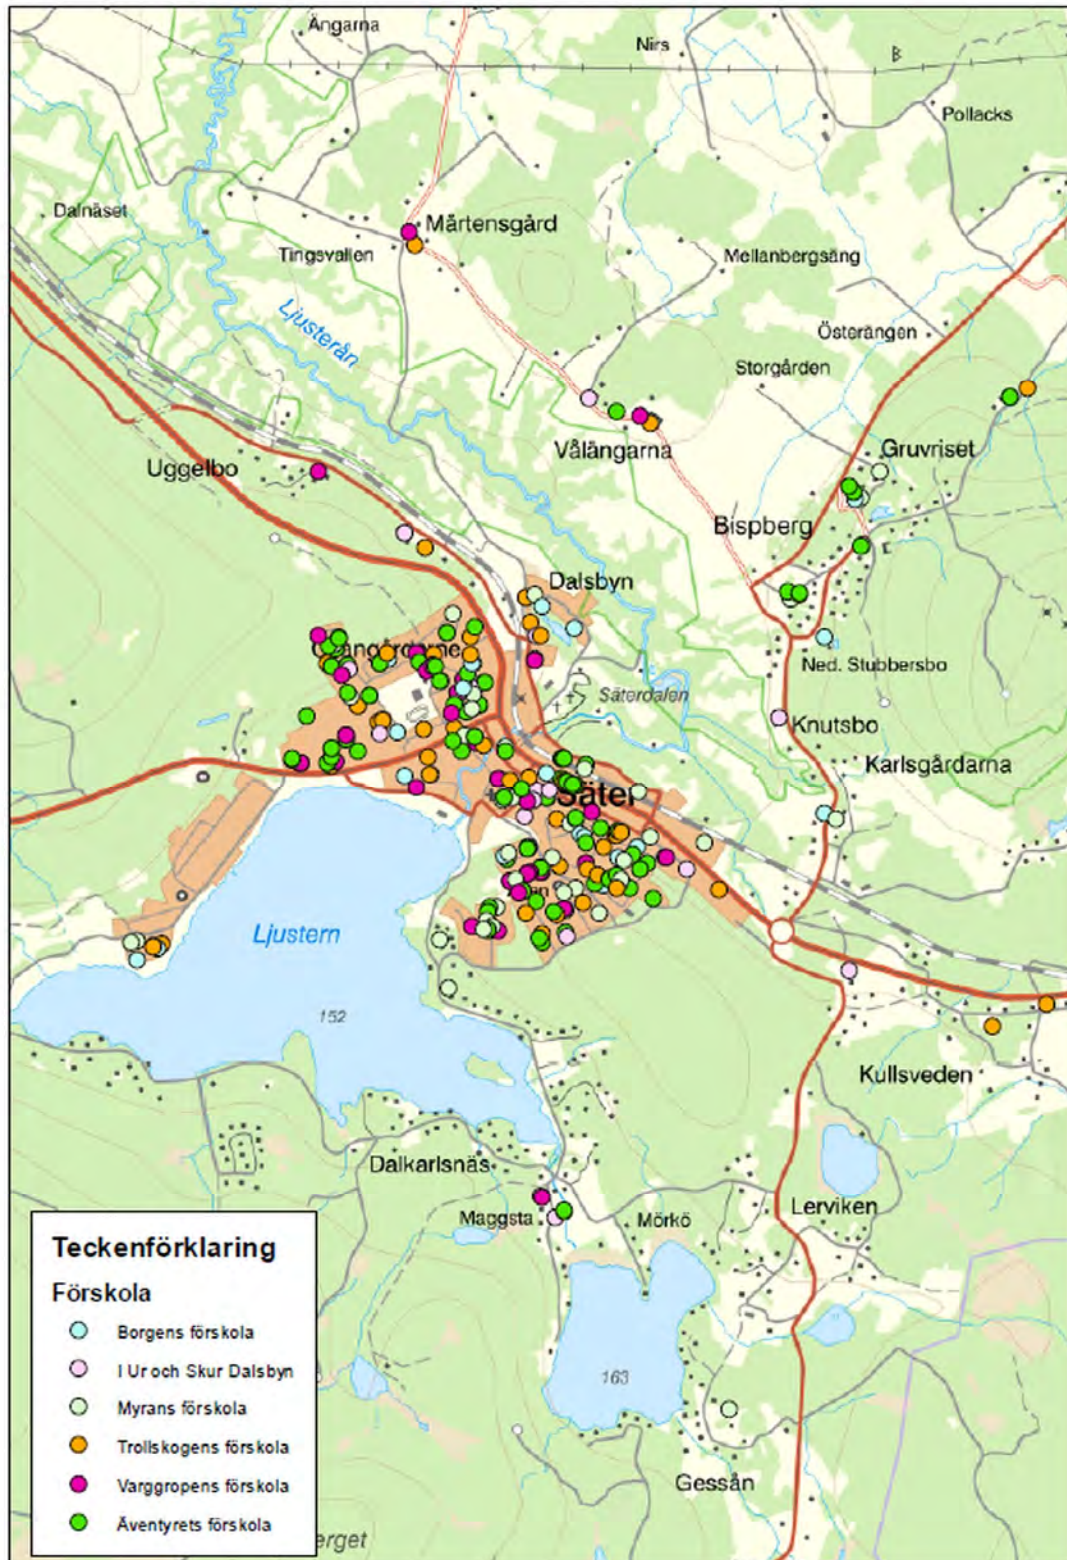 Ängarna
Nirs
B
Pollacks
Dalnäset
Mårtensgård
Tingsvallen
Mellanbergsäng
Ljusterån
Österängen
Storgården
Vålängarna
Gruvriset
Uggelbo
Bispberg
Dalsbyn
Ned. Stubbersbo
Säterdalen
Knutsbo
Karlsgårdarna
Säter
Ljustern
152
Kullsveden
Dalkarlsnäs
Lerviken
Maggsta
Mörkö
Teckenförklaring
Förskola
Borgens förskola
I Ur och Skur Dalsbyn
Myrans förskola
Trollskogens förskola
Varggropens förskola
Äventyrets förskola
163
Gessån
erget